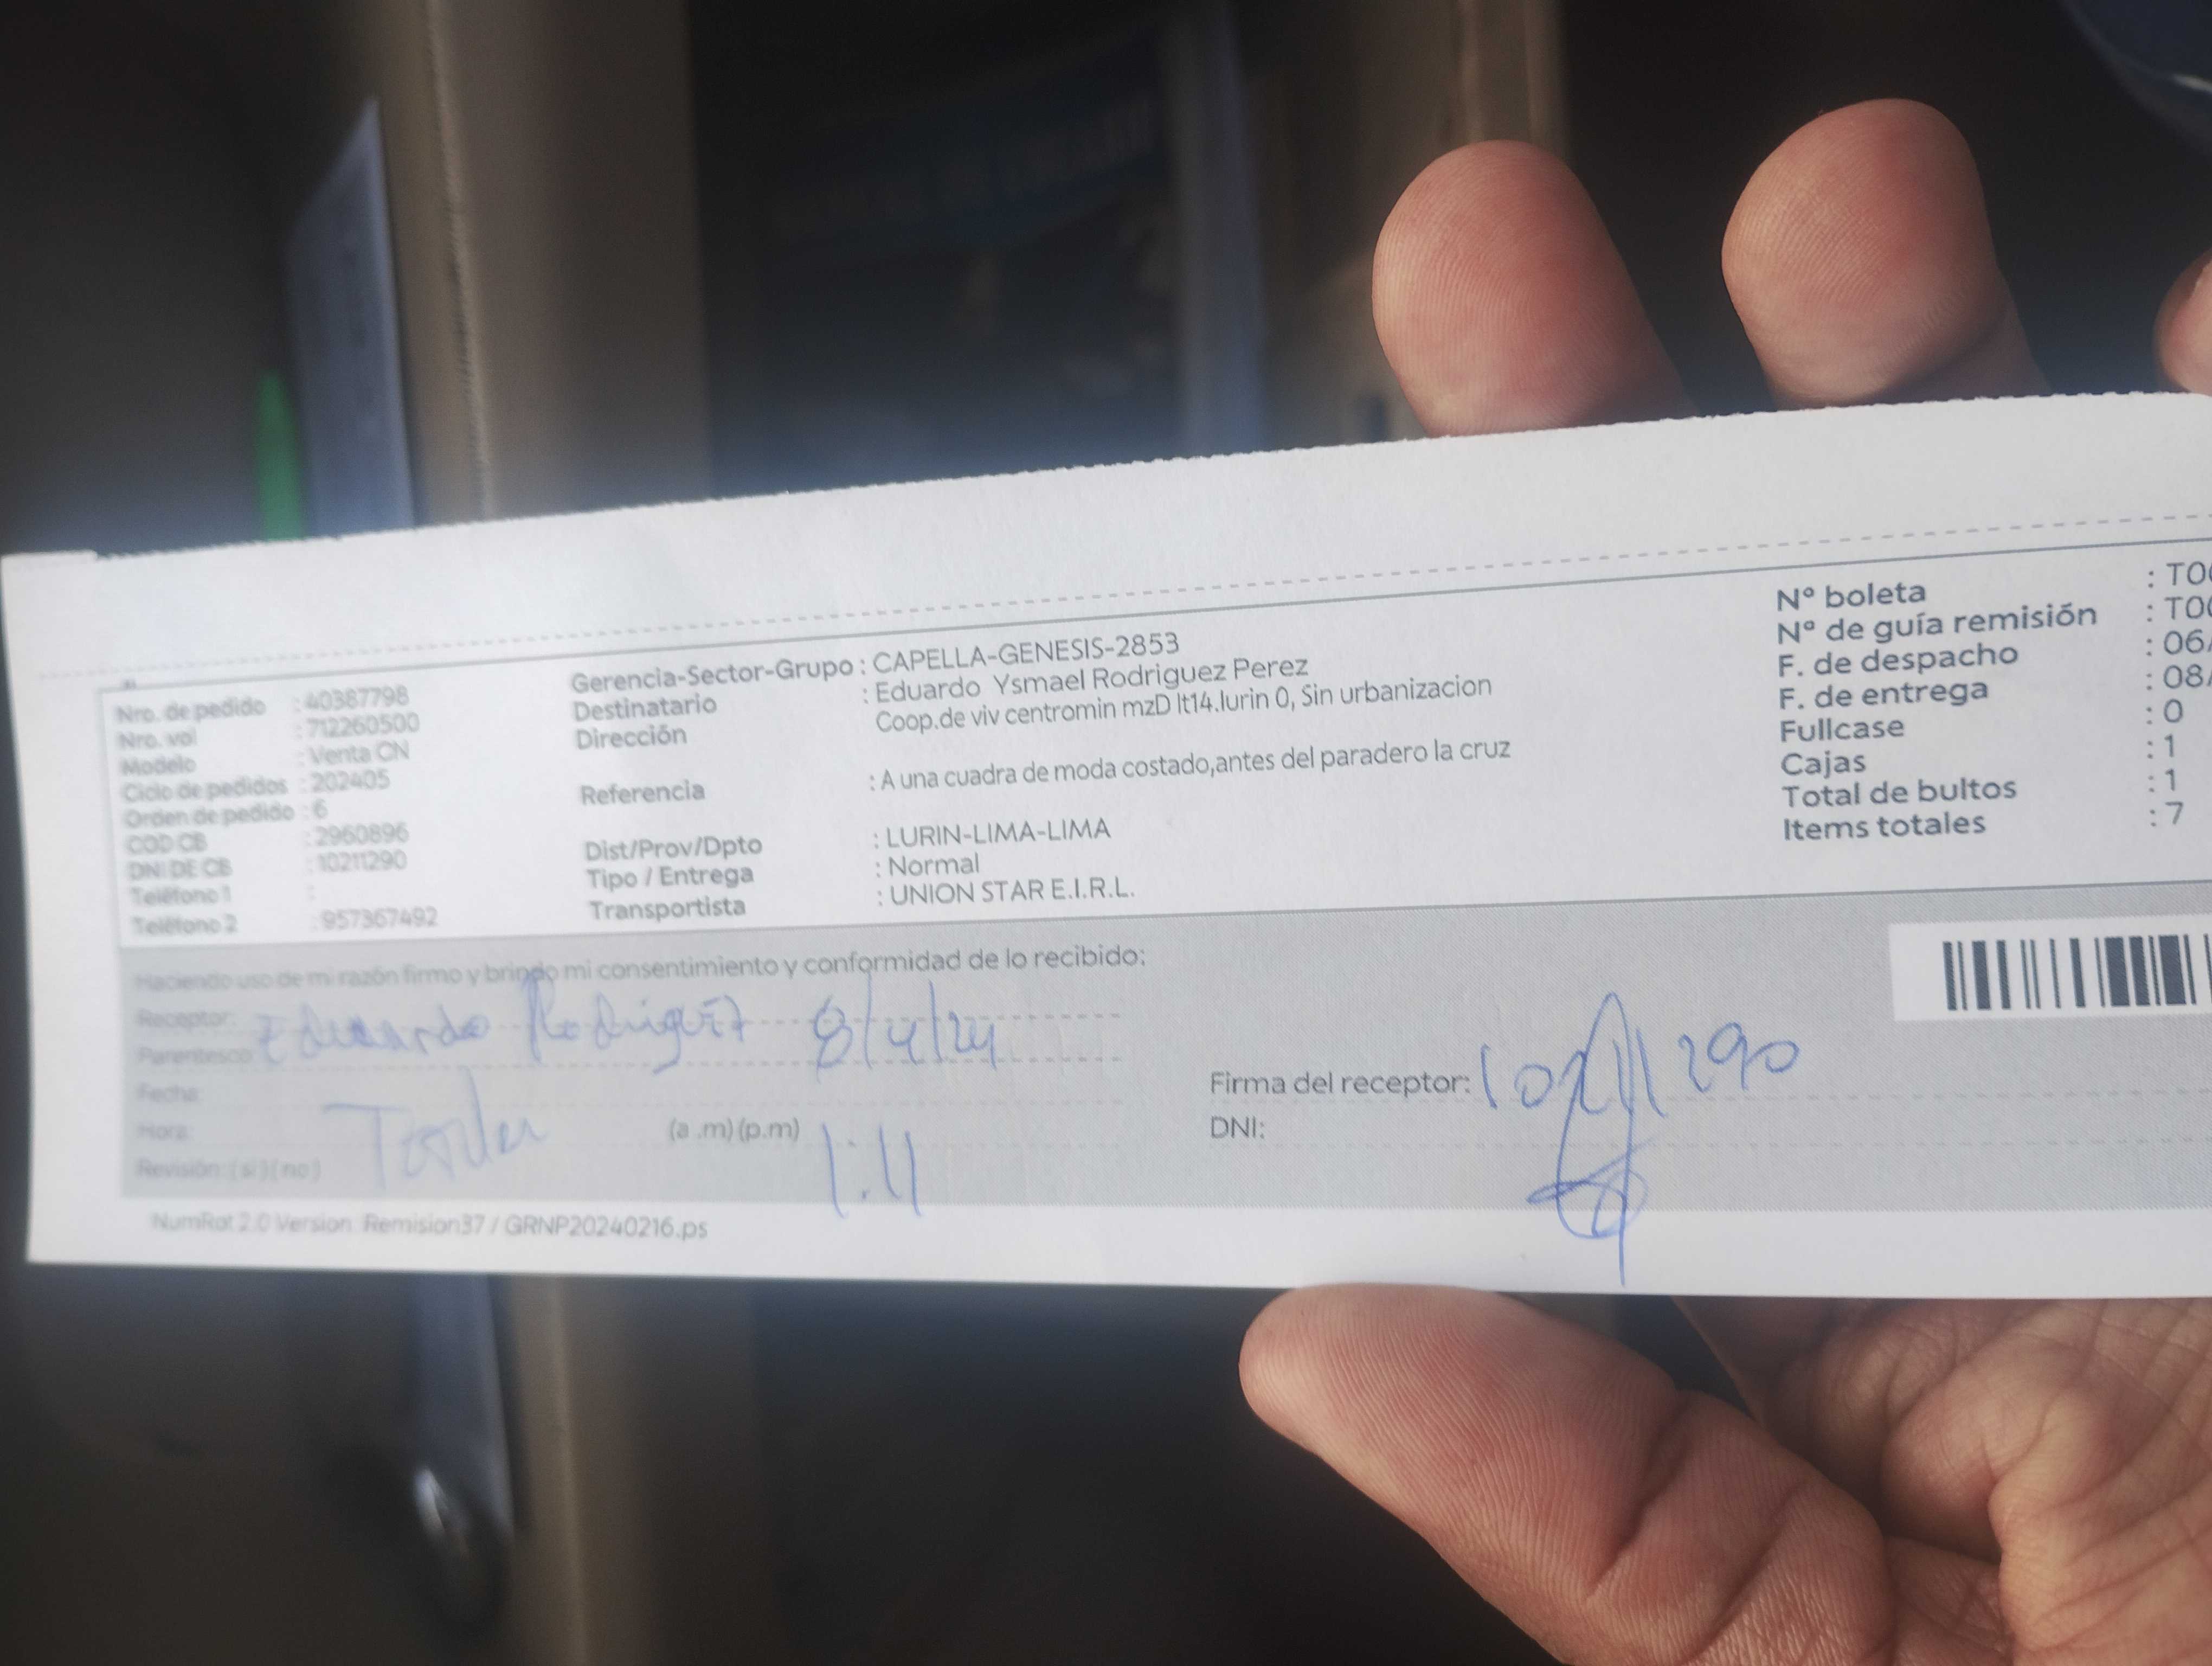 Nro. de pedido : 40387798
Nro. vol : 712260500
Modelo : Venta CN
Ciclo de pedidos : 202405
Orden de pedido : 6
COD CB : 2960896
DNI DE CB : 10211290
Teléfono 1 :
Teléfono 2 : 957367492
Gerencia-Sector-Grupo : CAPELLA-GENESIS-2853
Destinatario : Eduardo Ysmael Rodriguez Perez
Dirección Coop.de viv centromin mzD lt14.lurin 0, Sin urbanizacion
Referencia : A una cuadra de moda costado,antes del paradero la cruz
Dist/Prov/Dpto : LURIN-LIMA-LIMA
Tipo / Entrega : Normal
Transportista : UNION STAR E.I.R.L.
Nº boleta : T00
Nº de guía remisión : T00
F. de despacho : 06/
F. de entrega : 08/
Fullcase : 0
Cajas : 1
Total de bultos : 1
Items totales : 7
Haciendo uso de mi razón firmo y brindo mi consentimiento y conformidad de lo recibido:
Receptor: Eduardo Rodriguez 8/4/24
Parentesco:
Fecha:
Hora: (a .m) (p.m) 1:11
Revisión: ( si ) ( no )
Firma del receptor: 10211290
DNI:
NumRot 2.0 Version Remision37 / GRNP20240216.ps